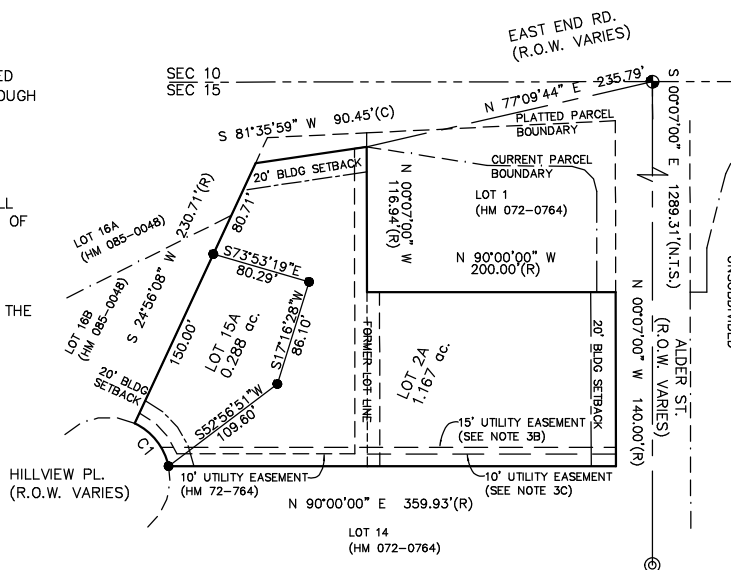 EAST END RD.
(R.O.W. VARIES)
ED
OUGH
SEC 10
SEC 15
N 77°09'44" E 235.79'
S 81°35'59" W 90.45'(C)
PLATTED PARCEL
BOUNDARY
S 00°07'00" E 1289.31'(N.T.S.)
20' BLDG SETBACK
CURRENT PARCEL
BOUNDARY
LOT 1
(HM 072-0764)
N 00°07'00" W
116.94'(R)
LL
OF
LOT 16A
(HM 085-0048)
S 24°56'08" W 230.71'(R)
80.71'
N 90°00'00" W
200.00'(R)
S73°53'19"E
80.29'
UNSUBDIVIDED
THE
LOT 16B
(HM 085-0048)
150.00'
LOT 15A
0.288 ac.
S17°16'28"W
86.10'
FORMER LOT LINE
LOT 2A
1.167 ac.
20' BLDG SETBACK
N 00°07'00" W 140.00'(R)
ALDER ST.
(R.O.W. VARIES)
20' BLDG
SETBACK
S52°56'51"W
109.60'
C1
15' UTILITY EASEMENT
(SEE NOTE 3B)
HILLVIEW PL.
(R.O.W. VARIES)
10' UTILITY EASEMENT
(HM 72-764)
10' UTILITY EASEMENT
(SEE NOTE 3C)
N 90°00'00" E 359.93'(R)
LOT 14
(HM 072-0764)